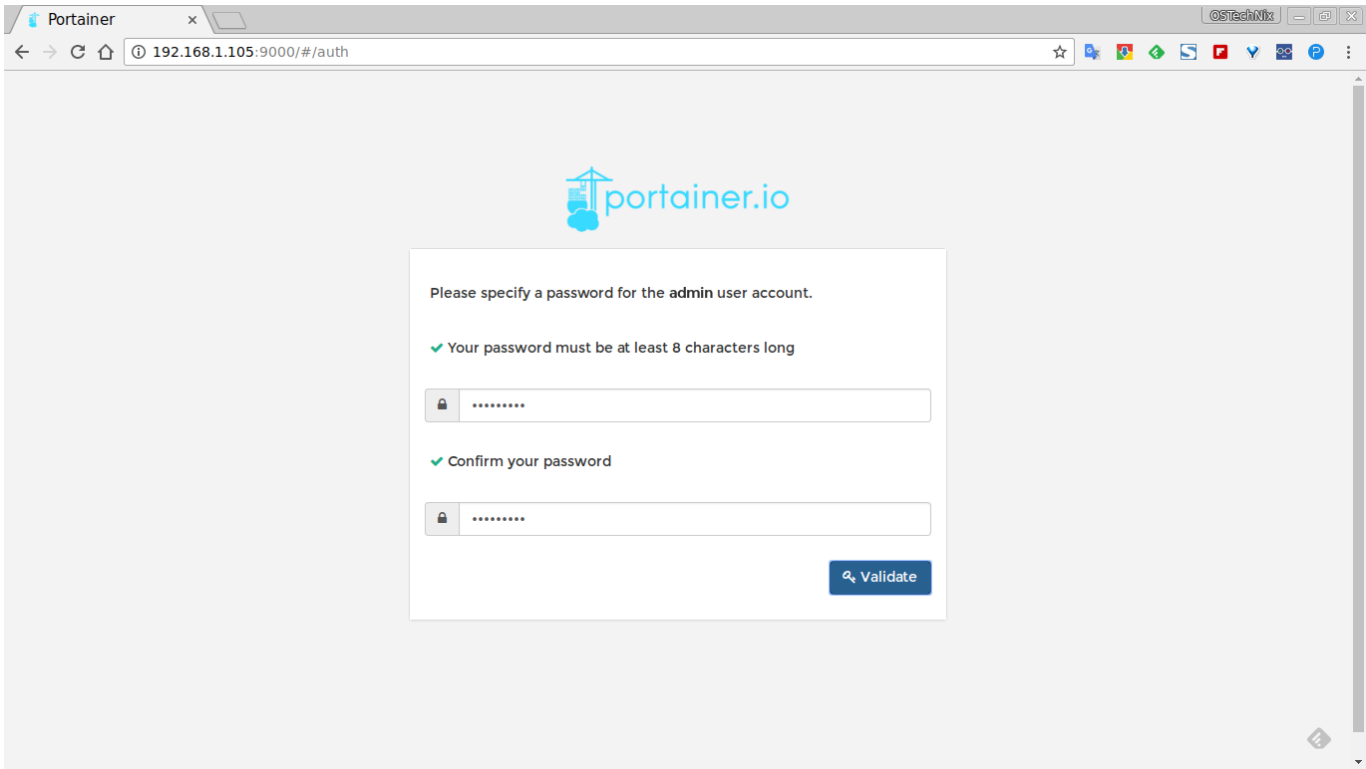 Portainer
OSTechNix
192.168.1.105:9000/#/auth
portainer.io
Please specify a password for the admin user account.
Your password must be at least 8 characters long
•••••••••
Confirm your password
•••••••••
Validate